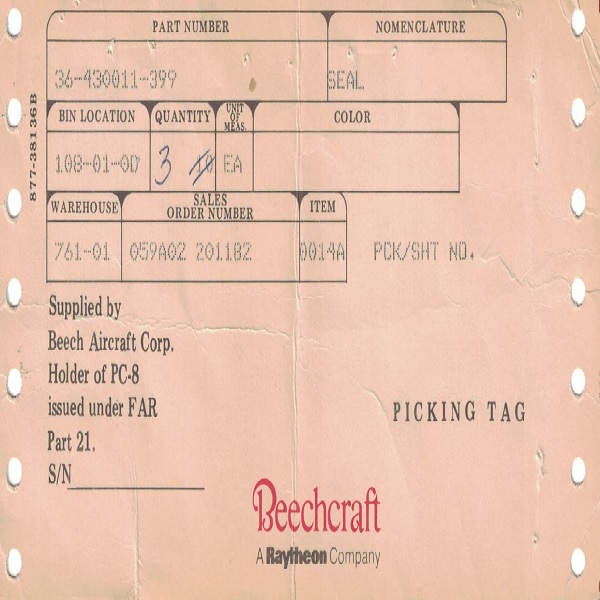 PART NUMBER NOMENCLATURE
36-430011-399 SEAL
BIN LOCATION QUANTITY UNIT OF MEAS. COLOR
108-01-0D 3 10 EA
WAREHOUSE SALES ORDER NUMBER ITEM
761-01 059A02 201182 0014A PCK/SHT NO.
877-38136B
Supplied by
Beech Aircraft Corp.
Holder of PC-8
issued under FAR
Part 21.
S/N
PICKING TAG
Beechcraft
A Raytheon Company